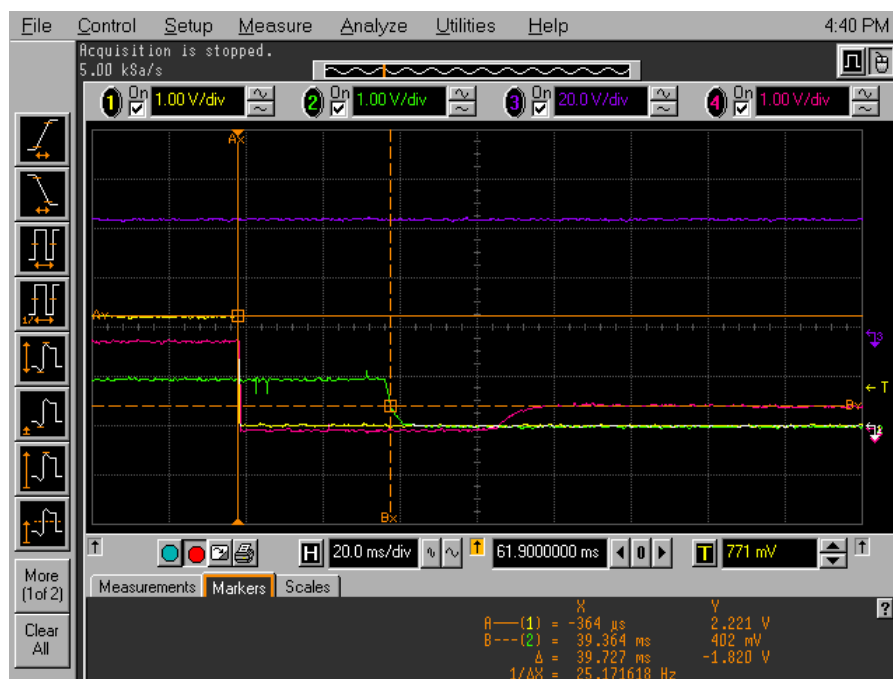 File Control Setup Measure Analyze Utilities Help 4:40 PM
Acquisition is stopped.
5.00 kSa/s
1 On 1.00 V/div 2 On 1.00 V/div 3 On 20.0 V/div 4 On 1.00 V/div
Ax
Ay
3
T
By
2
Bx
1/
More
(1 of 2)
Clear
All
H 20.0 ms/div 61.9000000 ms 0 T 771 mV
Measurements Markers Scales
?
X Y
A———(1) = -364 µs 2.221 V
B---(2) = 39.364 ms 402 mV
Δ = 39.727 ms -1.820 V
1/ΔX = 25.171618 Hz